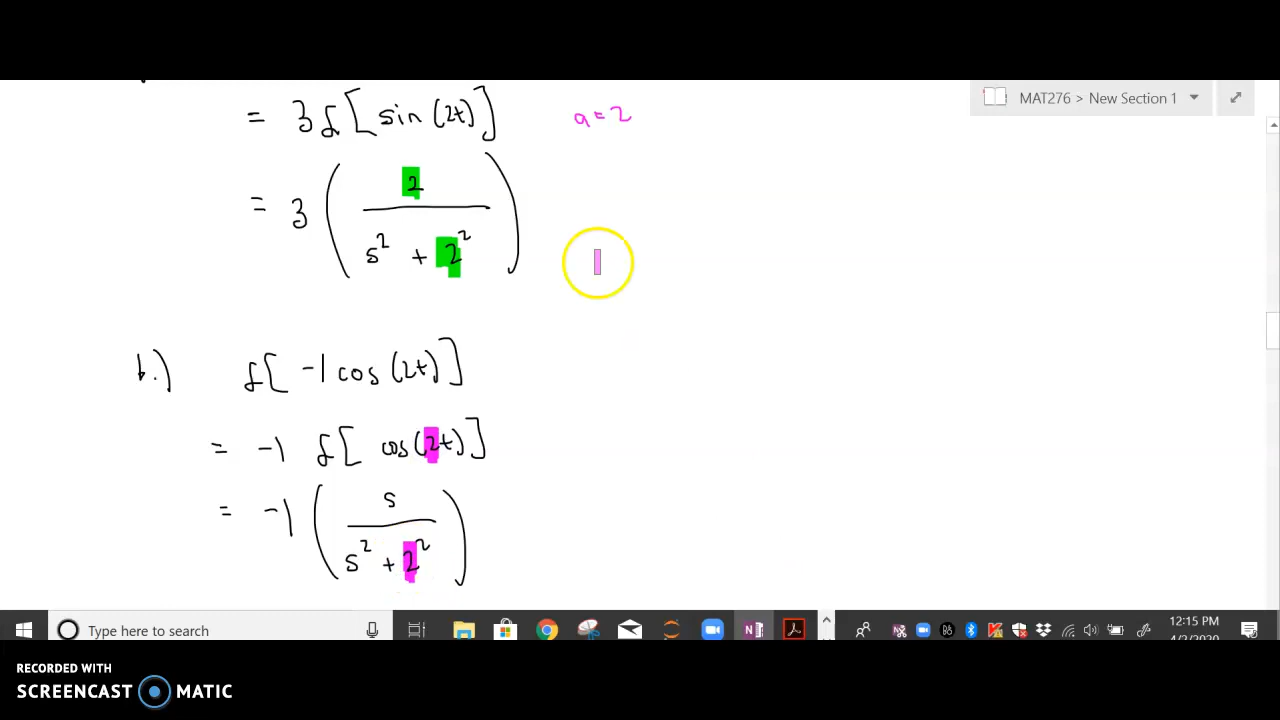 MAT276 > New Section 1
= 3 ℒ[sin(2t)] a = 2
= 3 ( 2 / s² + 2² )
b.) ℒ[-1 cos(2t)]
= -1 ℒ[cos(2t)]
= -1 ( s / s² + 2² )
Type here to search
12:15 PM
RECORDED WITH
SCREENCAST MATIC